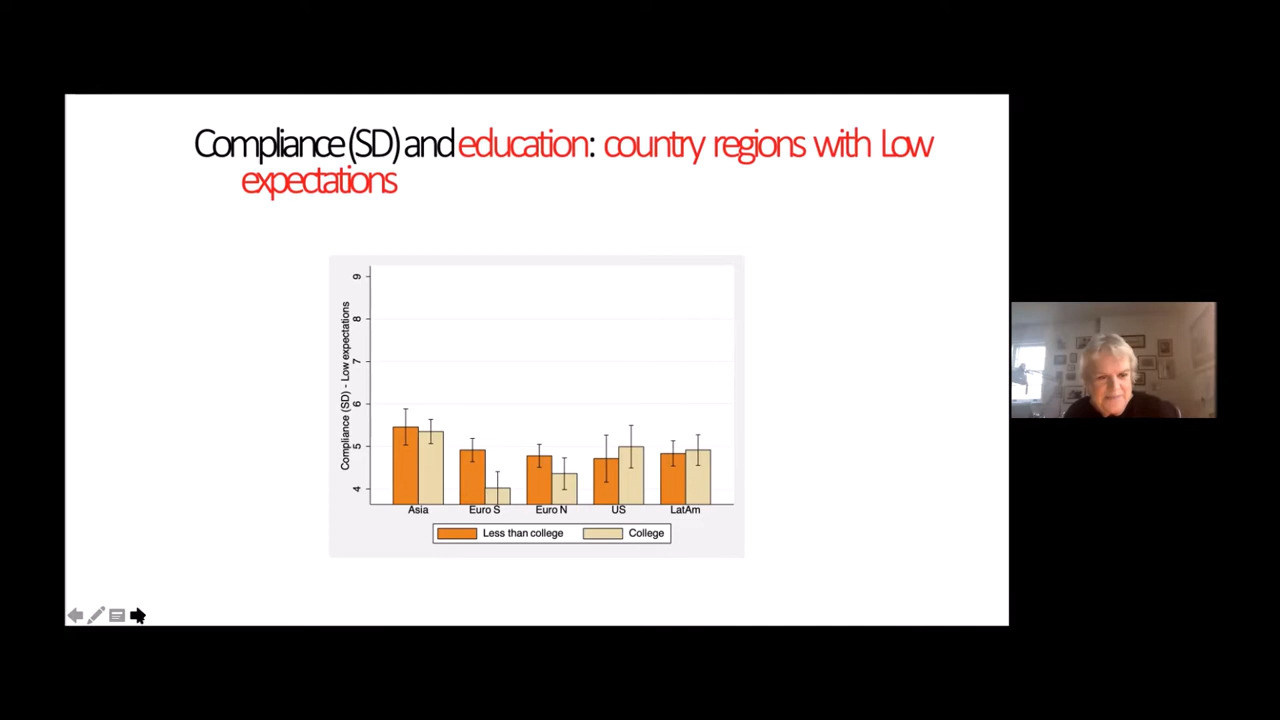 Compliance (SD) and education: country regions with Low
expectations
Compliance (SD) - Low expectations
9
8
7
6
5
4
Asia Euro S Euro N US LatAm
Less than college College